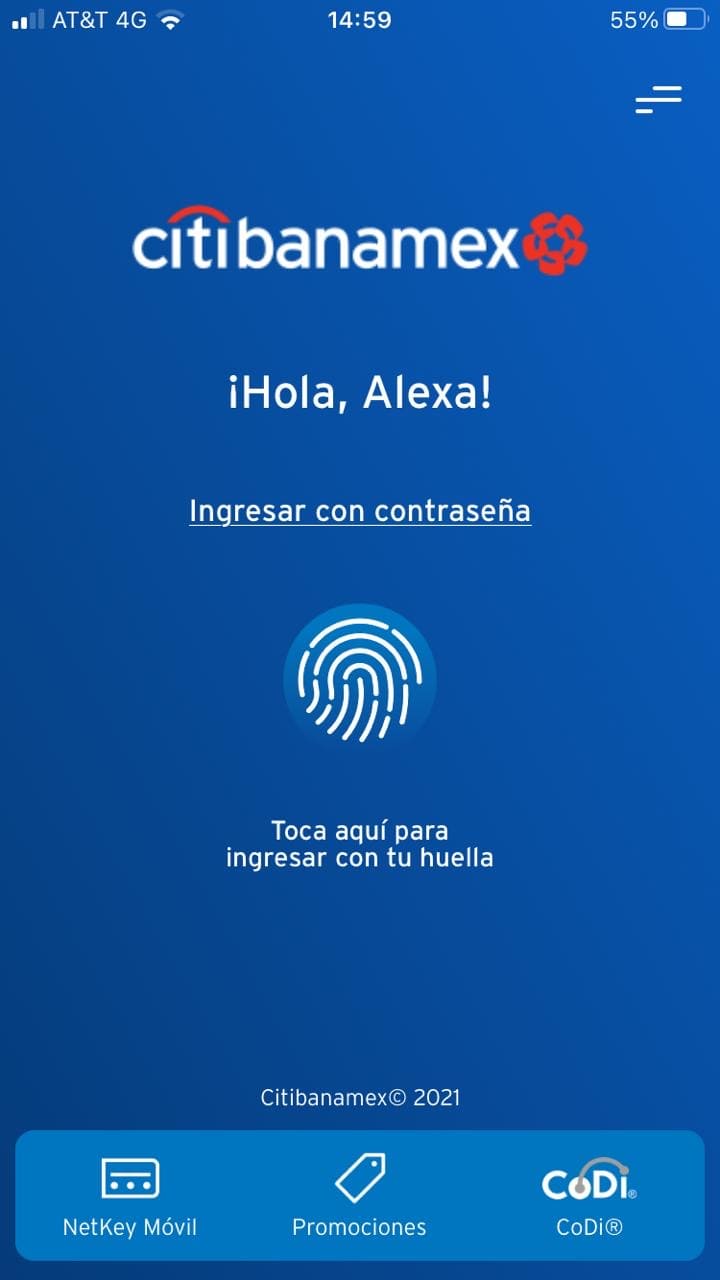 AT&T 4G 14:59 55%
citibanamex
¡Hola, Alexa!
Ingresar con contraseña
Toca aquí para
ingresar con tu huella
Citibanamex© 2021
CoDi®
NetKey Móvil Promociones CoDi®